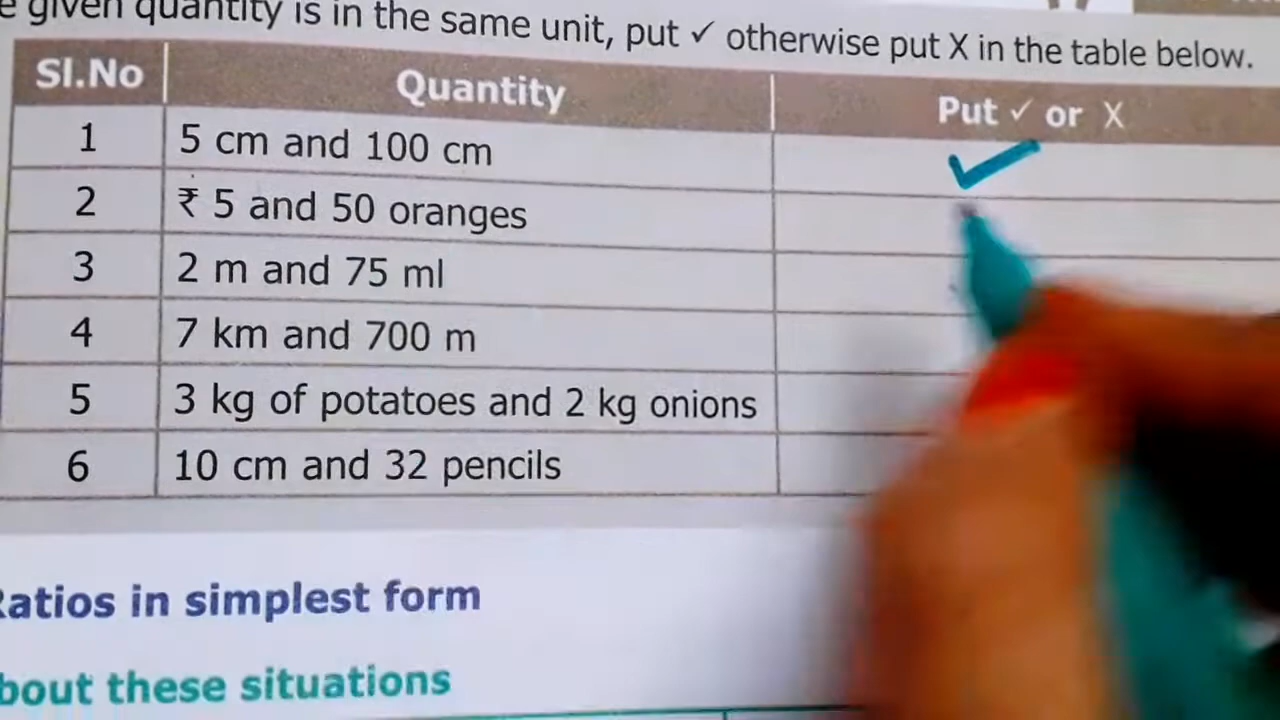 given quantity is in the same unit, put ✓ otherwise put X in the table below.
Sl.No Quantity Put ✓ or X
1 5 cm and 100 cm ✓
2 ₹ 5 and 50 oranges
3 2 m and 75 ml
4 7 km and 700 m
5 3 kg of potatoes and 2 kg onions
6 10 cm and 32 pencils
Ratios in simplest form
bout these situations